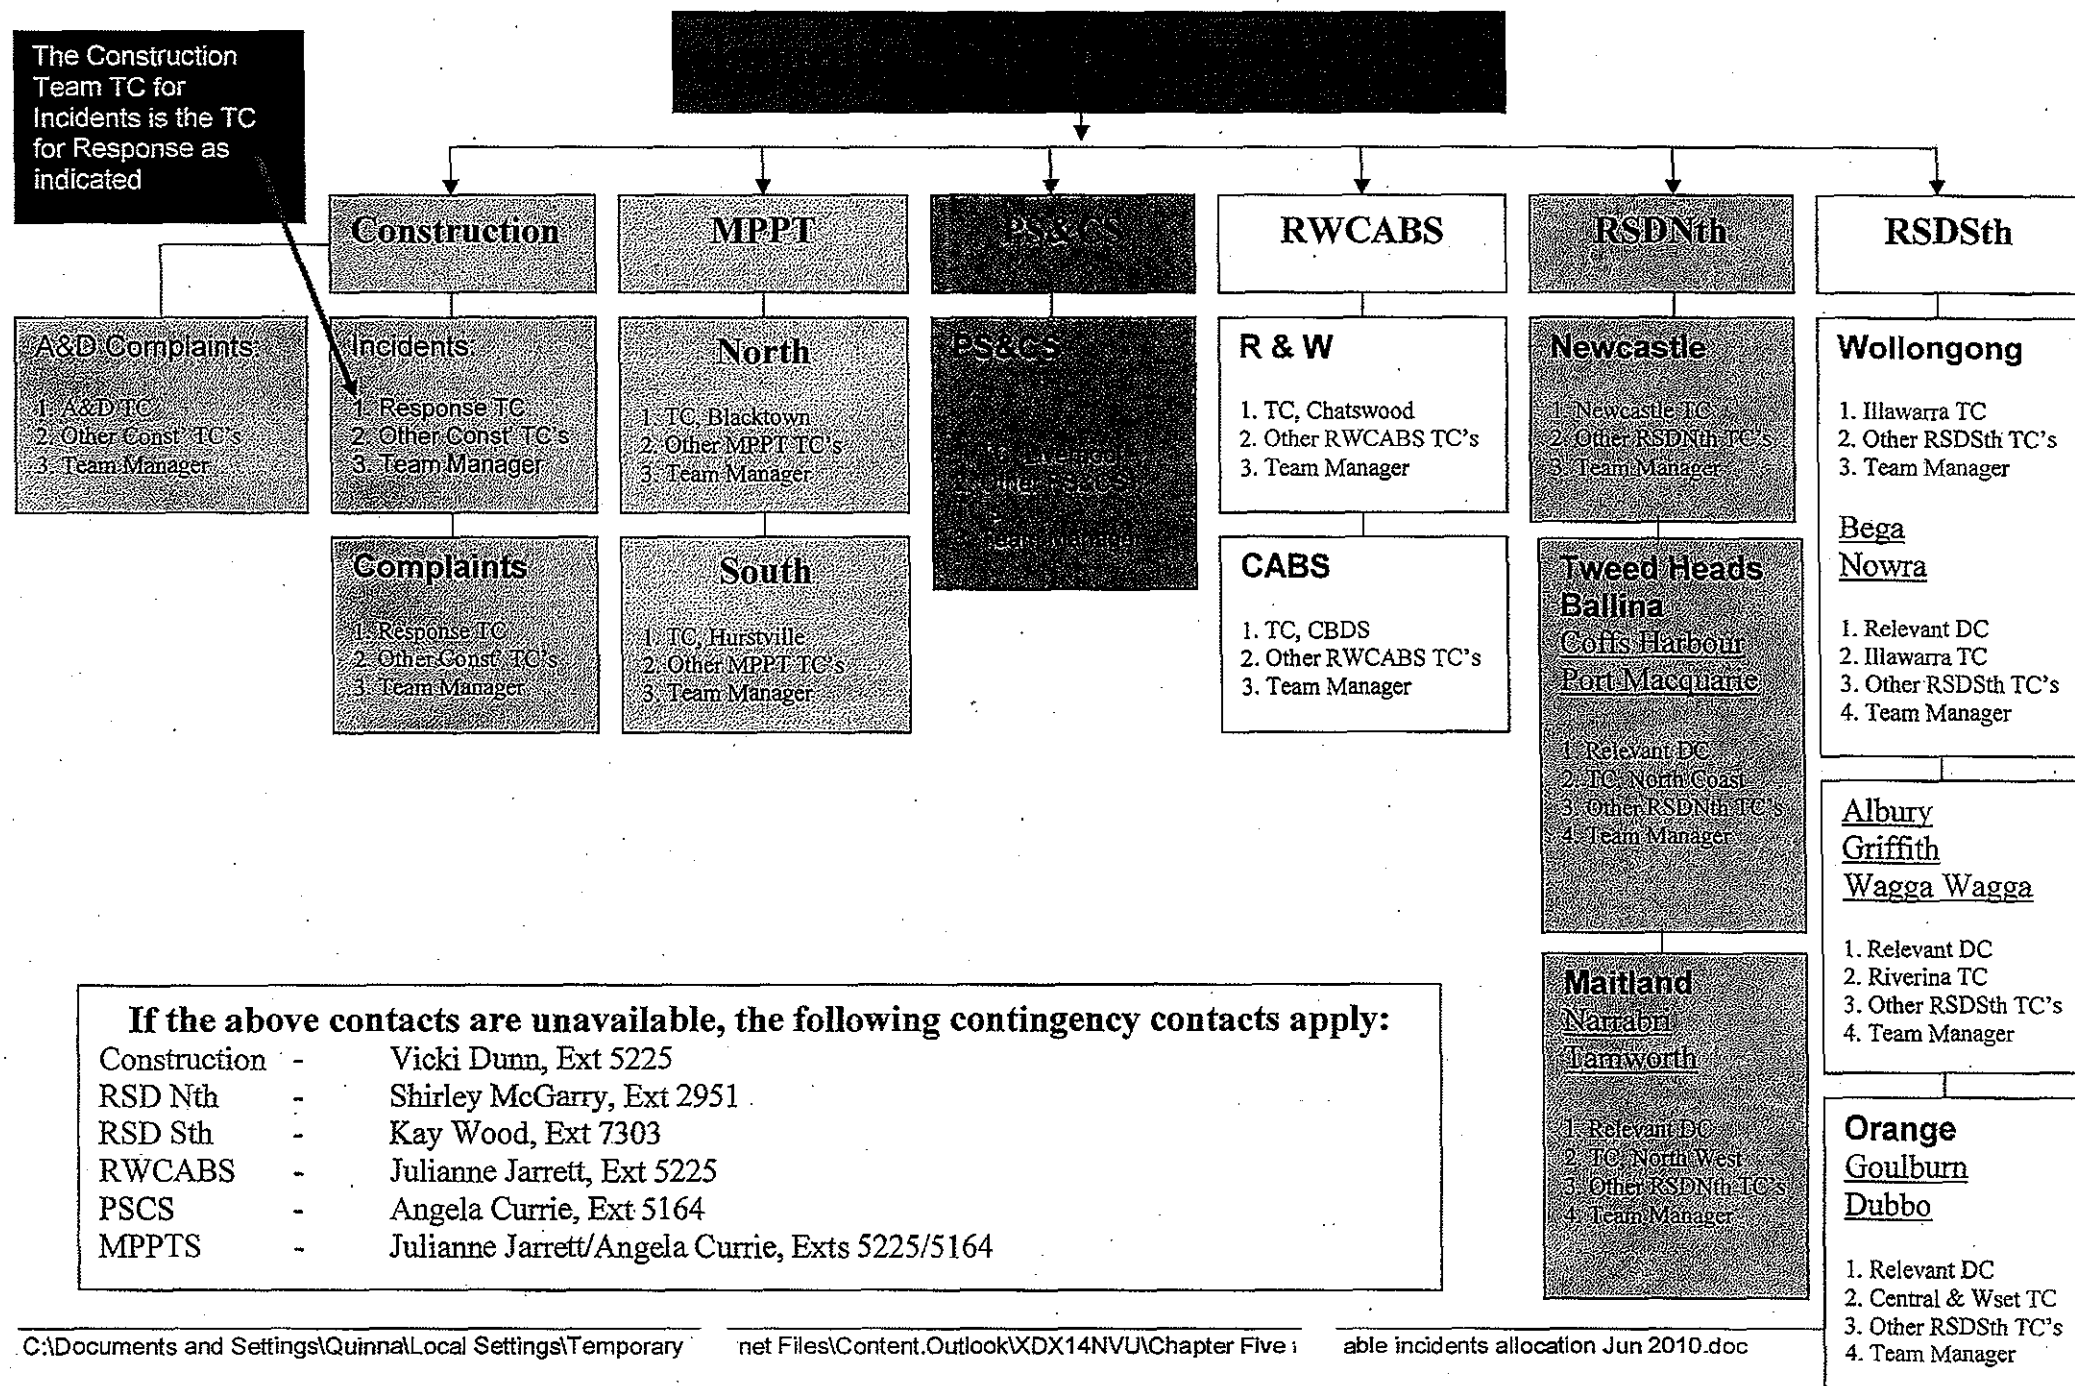 The Construction
Team TC for
Incidents is the TC
for Response as
indicated
Construction
MPPT
PS&CS
RWCABS
RSDNth
RSDSth
A&D Complaints:
1. A&D TC
2. Other Const' TC's
3. Team Manager
Incidents:
1. Response TC
2. Other Const' TC's
3. Team Manager
Complaints
1. Response TC
2. Other Const' TC's
3. Team Manager
North
1. TC, Blacktown
2. Other MPPT TC's
3. Team Manager
South
1. TC, Hurstville
2. Other MPPT TC's
3. Team Manager
PS&CS
1. TC, Liverpool
2. Other PS&CS
3. Team Manager
R & W
1. TC, Chatswood
2. Other RWCABS TC's
3. Team Manager
CABS
1. TC, CBDS
2. Other RWCABS TC's
3. Team Manager
Newcastle
1. Newcastle TC
2. Other RSDNth TC's
3. Team Manager
Tweed Heads
Ballina
Coffs Harbour
Port Macquarie
1. Relevant DC
2. TC, North Coast
3. Other RSDNth TC's
4. Team Manager
Maitland
Narrabri
Tamworth
1. Relevant DC
2. TC, North West
3. Other RSDNth TC's
4. Team Manager
Wollongong
1. Illawarra TC
2. Other RSDSth TC's
3. Team Manager
Bega
Nowra
1. Relevant DC
2. Illawarra TC
3. Other RSDSth TC's
4. Team Manager
Albury
Griffith
Wagga Wagga
1. Relevant DC
2. Riverina TC
3. Other RSDSth TC's
4. Team Manager
Orange
Goulburn
Dubbo
1. Relevant DC
2. Central & Wset TC
3. Other RSDSth TC's
4. Team Manager
If the above contacts are unavailable, the following contingency contacts apply:
Construction - Vicki Dunn, Ext 5225
RSD Nth - Shirley McGarry, Ext 2951
RSD Sth - Kay Wood, Ext 7303
RWCABS - Julianne Jarrett, Ext 5225
PSCS - Angela Currie, Ext 5164
MPPTS - Julianne Jarrett/Angela Currie, Exts 5225/5164
C:\Documents and Settings\Quinna\Local Settings\Temporary net Files\Content.Outlook\XDX14NVU\Chapter Five able incidents allocation Jun 2010.doc